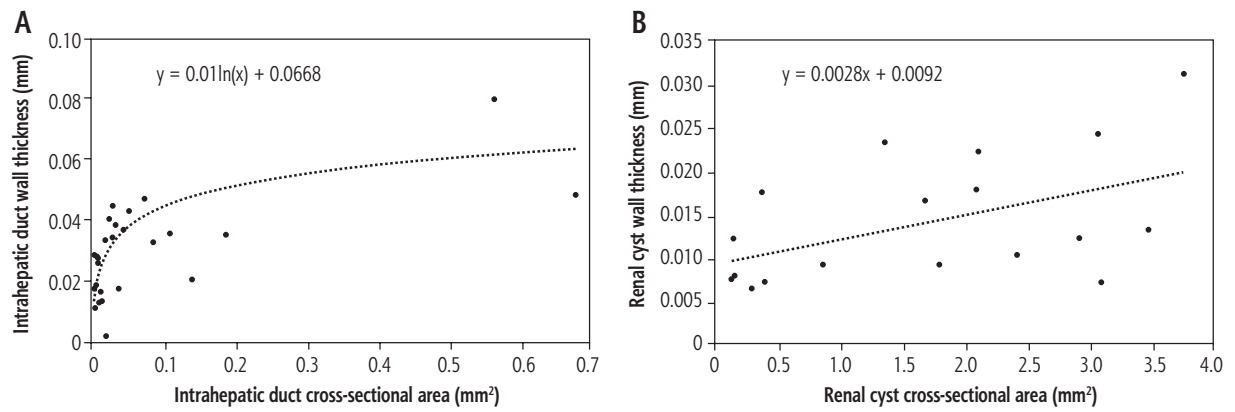 A
Intrahepatic duct wall thickness (mm)
0.10
0.08
0.06
0.04
0.02
0
y = 0.01ln(x) + 0.0668
0 0.1 0.2 0.3 0.4 0.5 0.6 0.7
Intrahepatic duct cross-sectional area (mm²)
B
Renal cyst wall thickness (mm)
0.035
0.030
0.025
0.020
0.015
0.010
0.005
0
y = 0.0028x + 0.0092
0 0.5 1.0 1.5 2.0 2.5 3.0 3.5 4.0
Renal cyst cross-sectional area (mm²)